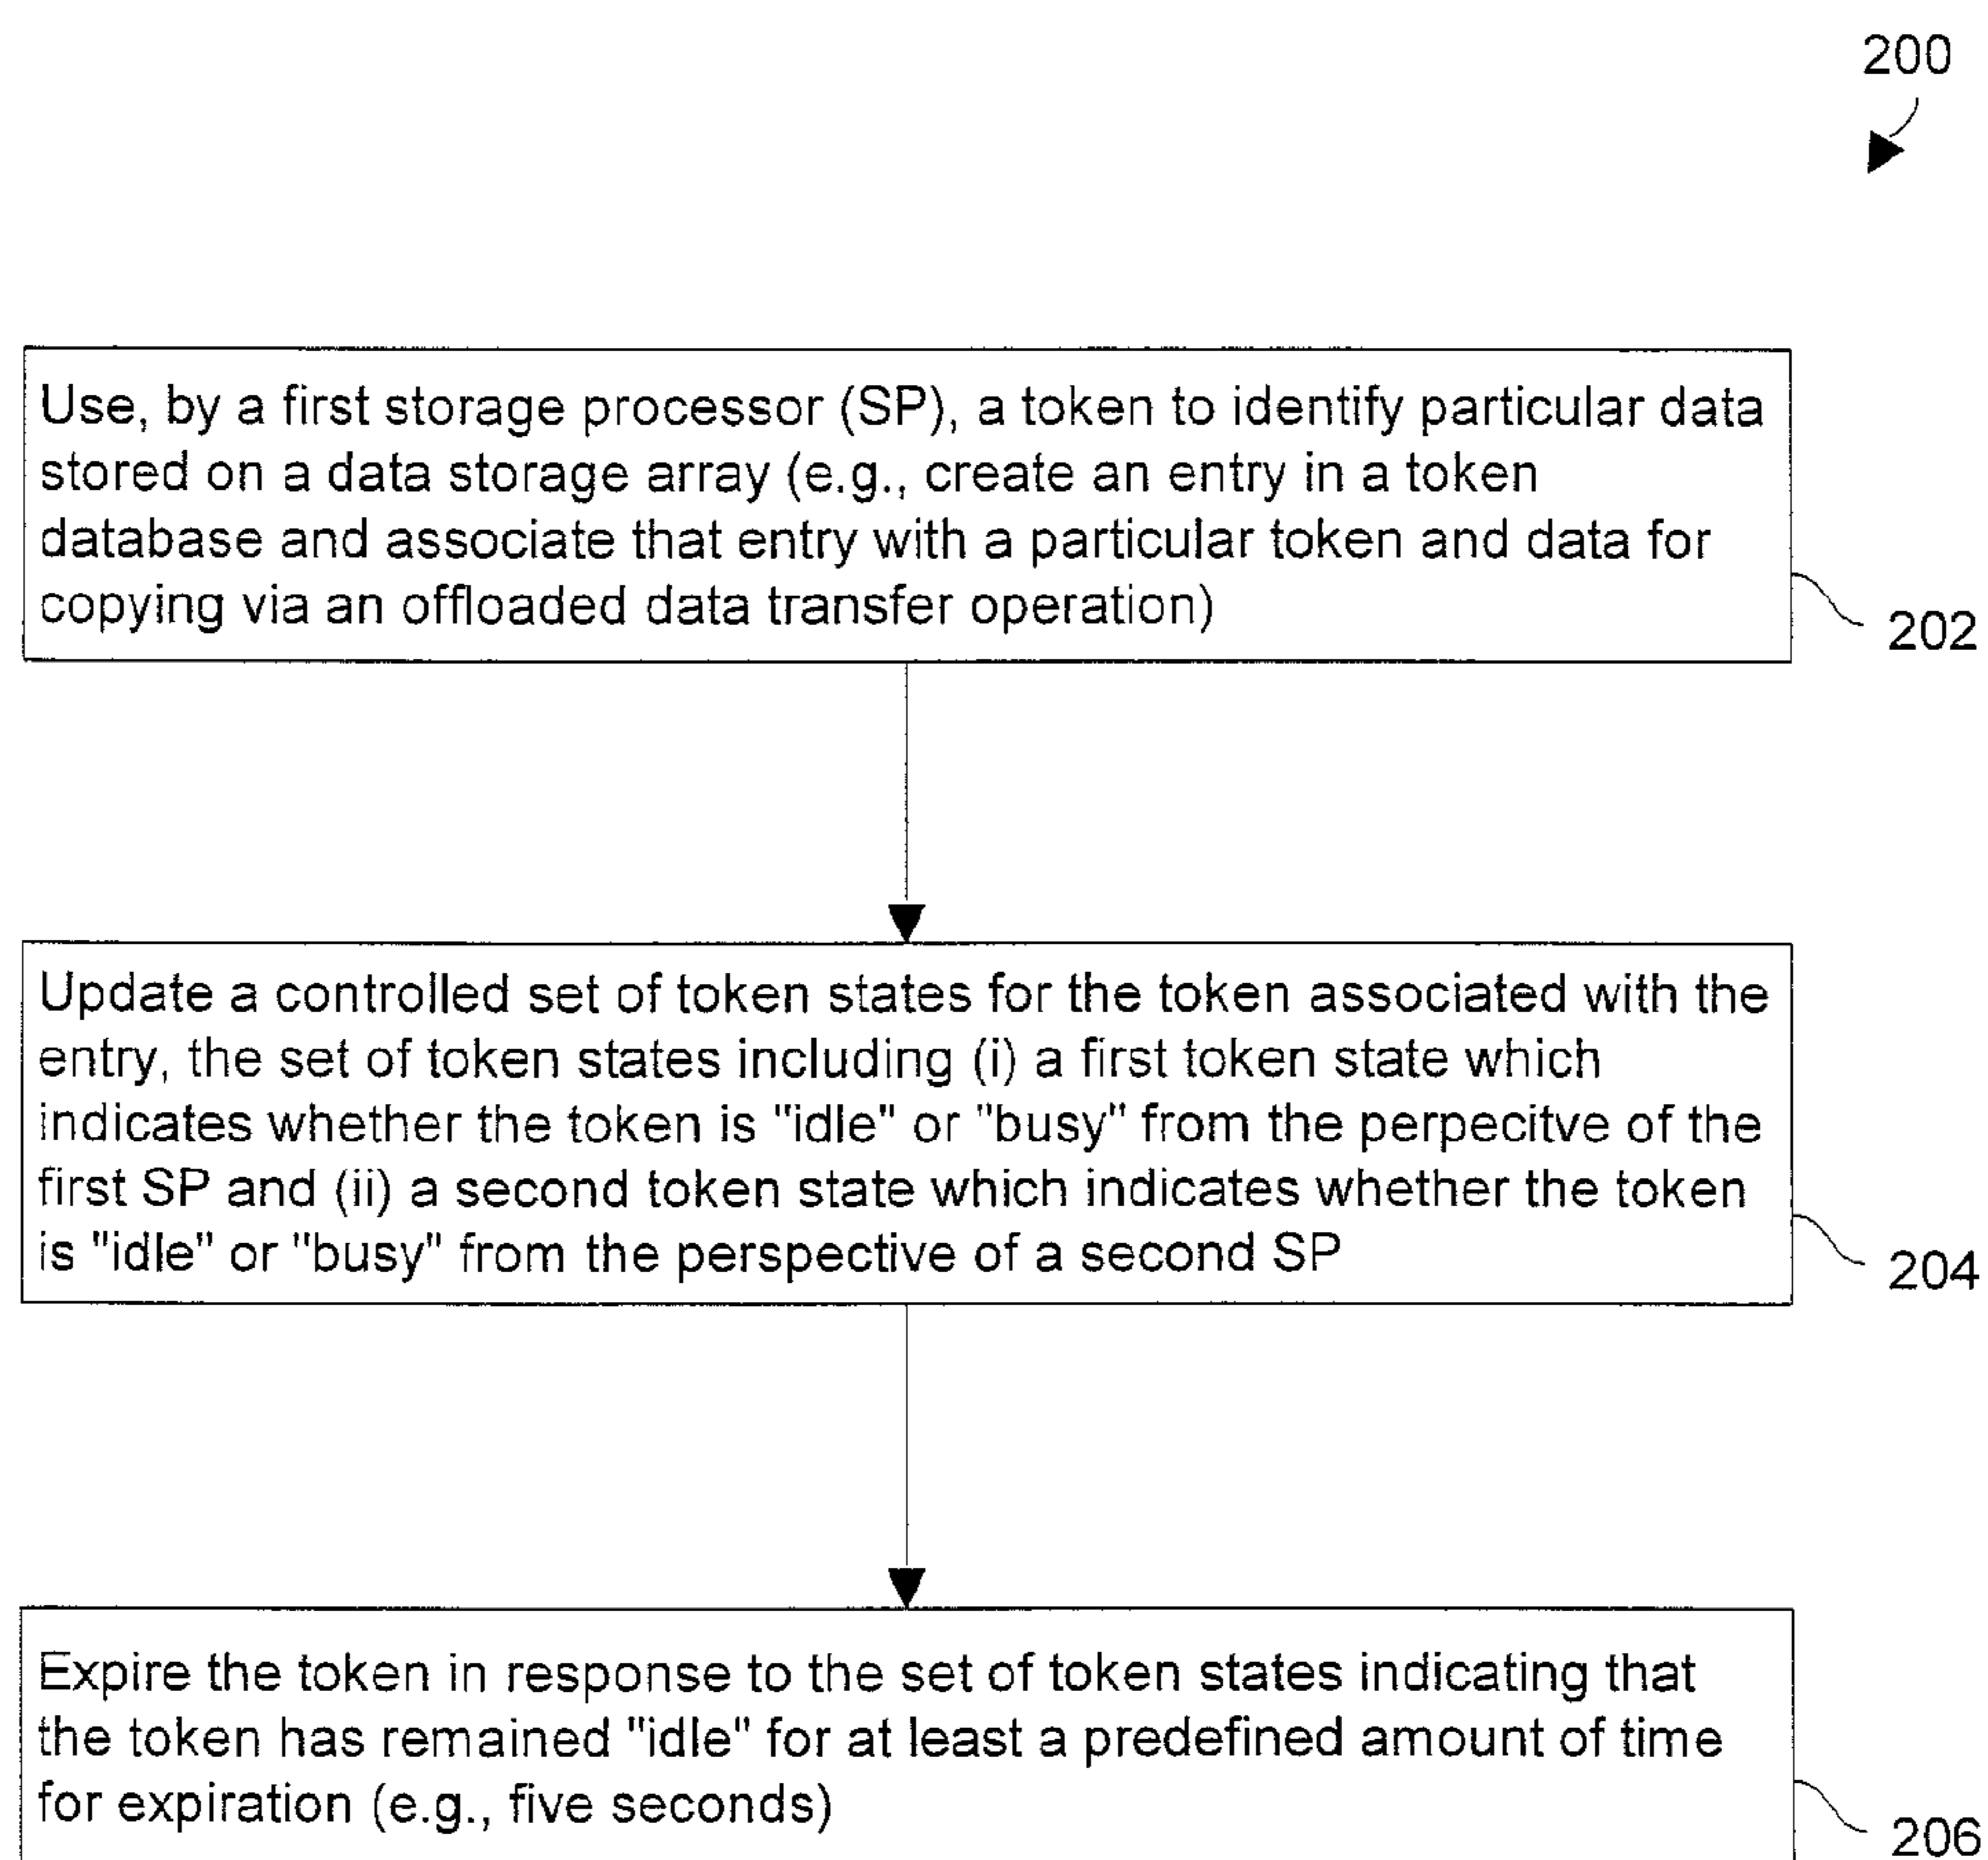 200
Use, by a first storage processor (SP), a token to identify particular data
stored on a data storage array (e.g., create an entry in a token
database and associate that entry with a particular token and data for
copying via an offloaded data transfer operation)
202
Update a controlled set of token states for the token associated with the
entry, the set of token states including (i) a first token state which
indicates whether the token is "idle" or "busy" from the perpecitve of the
first SP and (ii) a second token state which indicates whether the token
is "idle" or "busy" from the perspective of a second SP
204
Expire the token in response to the set of token states indicating that
the token has remained "idle" for at least a predefined amount of time
for expiration (e.g., five seconds)
206